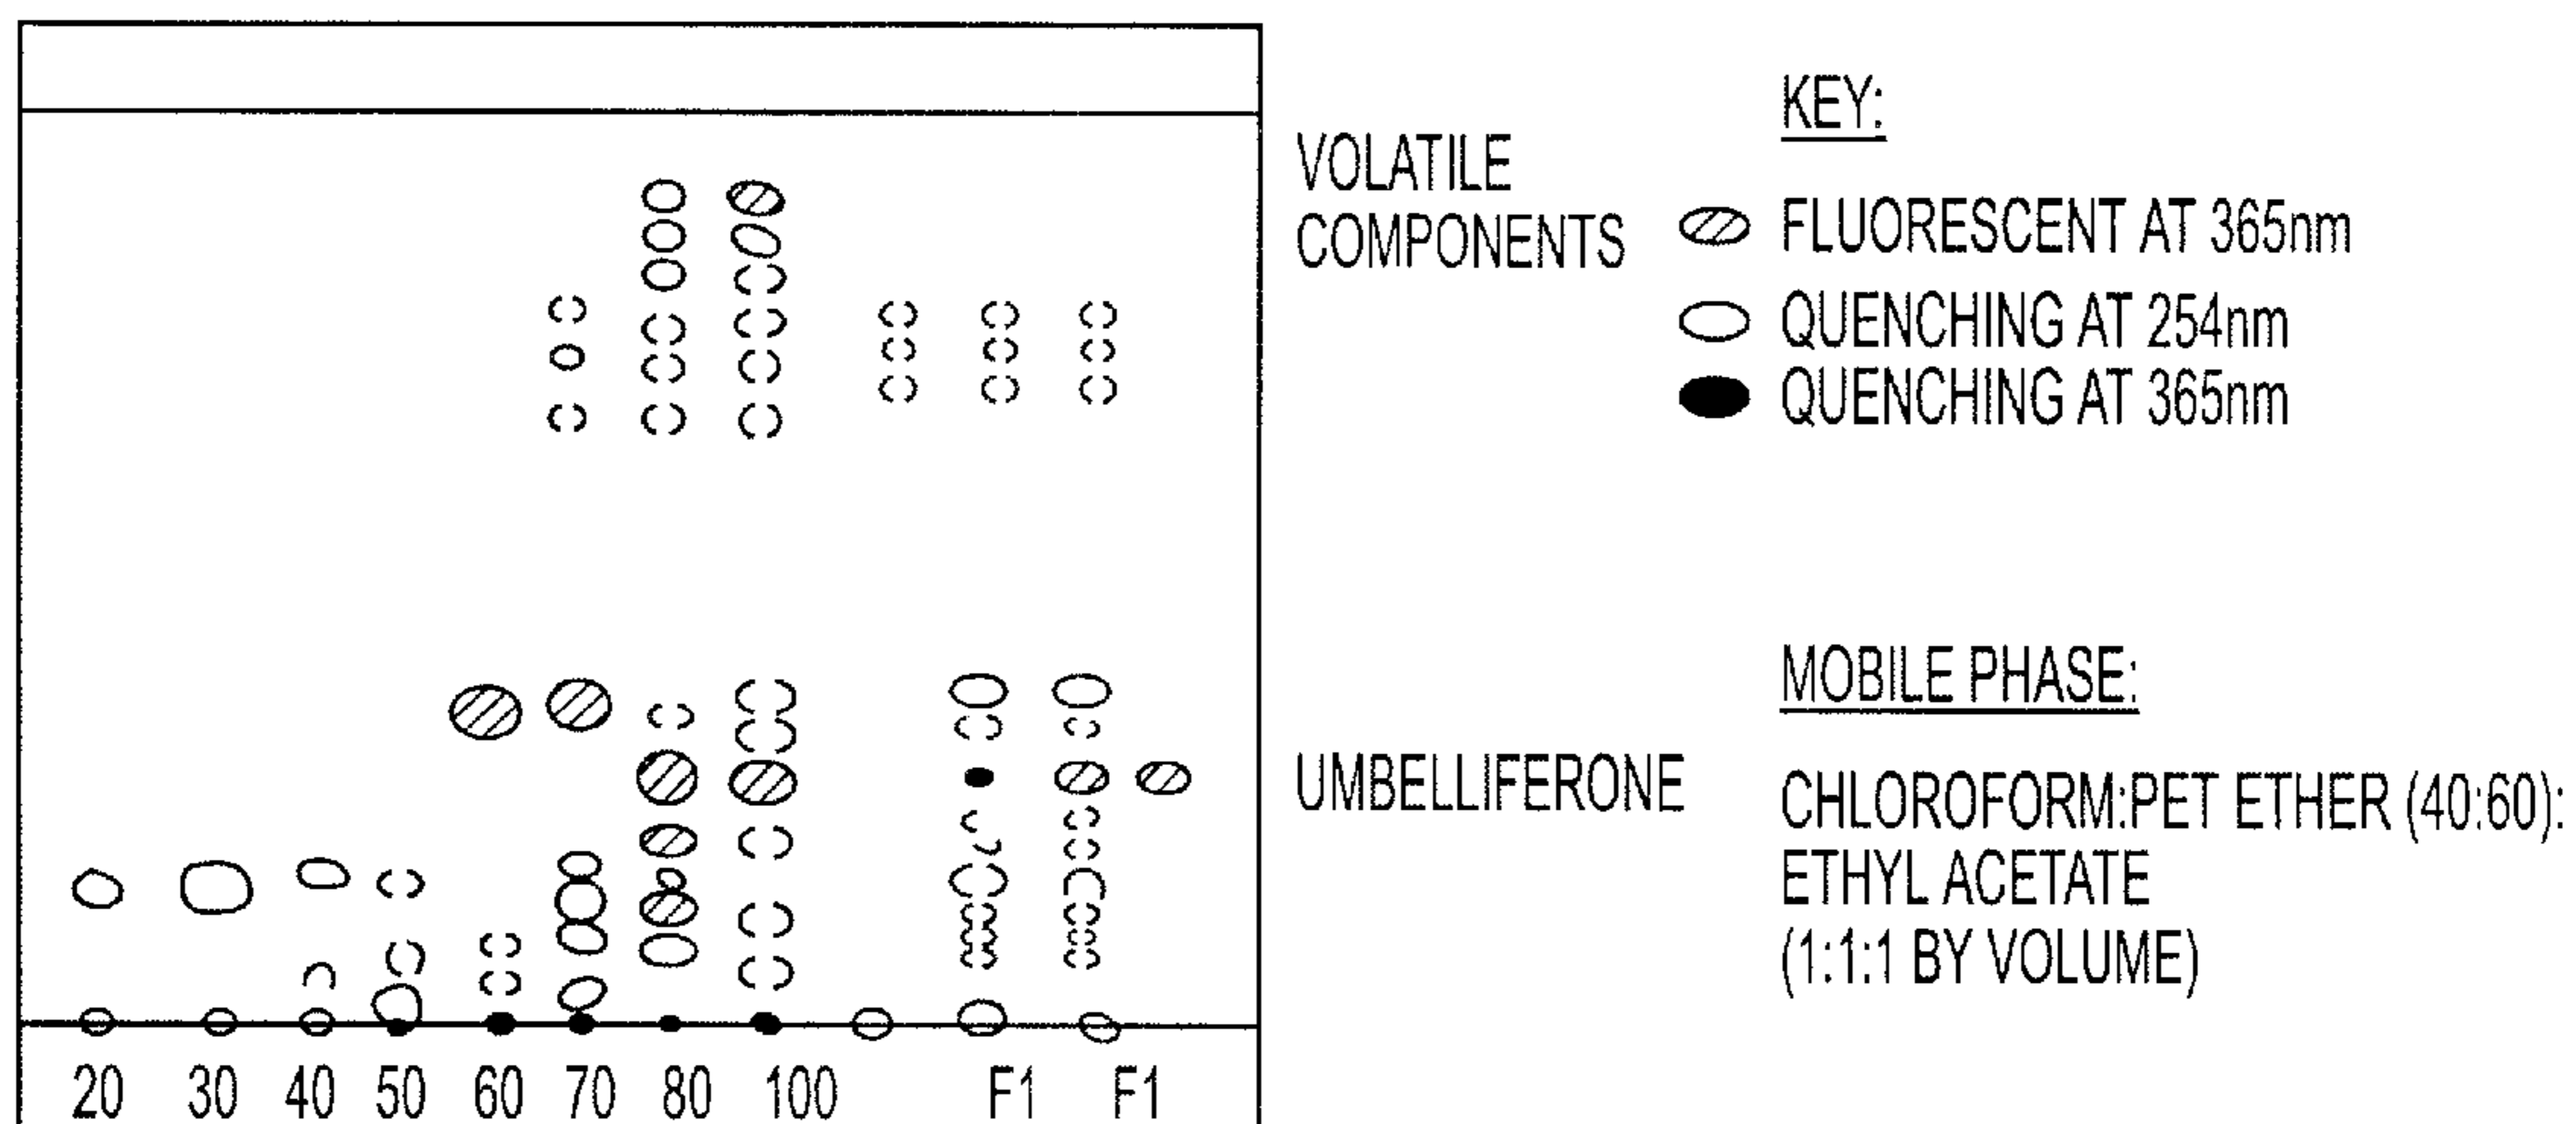 VOLATILE
COMPONENTS
KEY:
FLUORESCENT AT 365nm
QUENCHING AT 254nm
QUENCHING AT 365nm
UMBELLIFERONE
MOBILE PHASE:
CHLOROFORM:PET ETHER (40:60):
ETHYL ACETATE
(1:1:1 BY VOLUME)
20 30 40 50 60 70 80 100 F1 F1